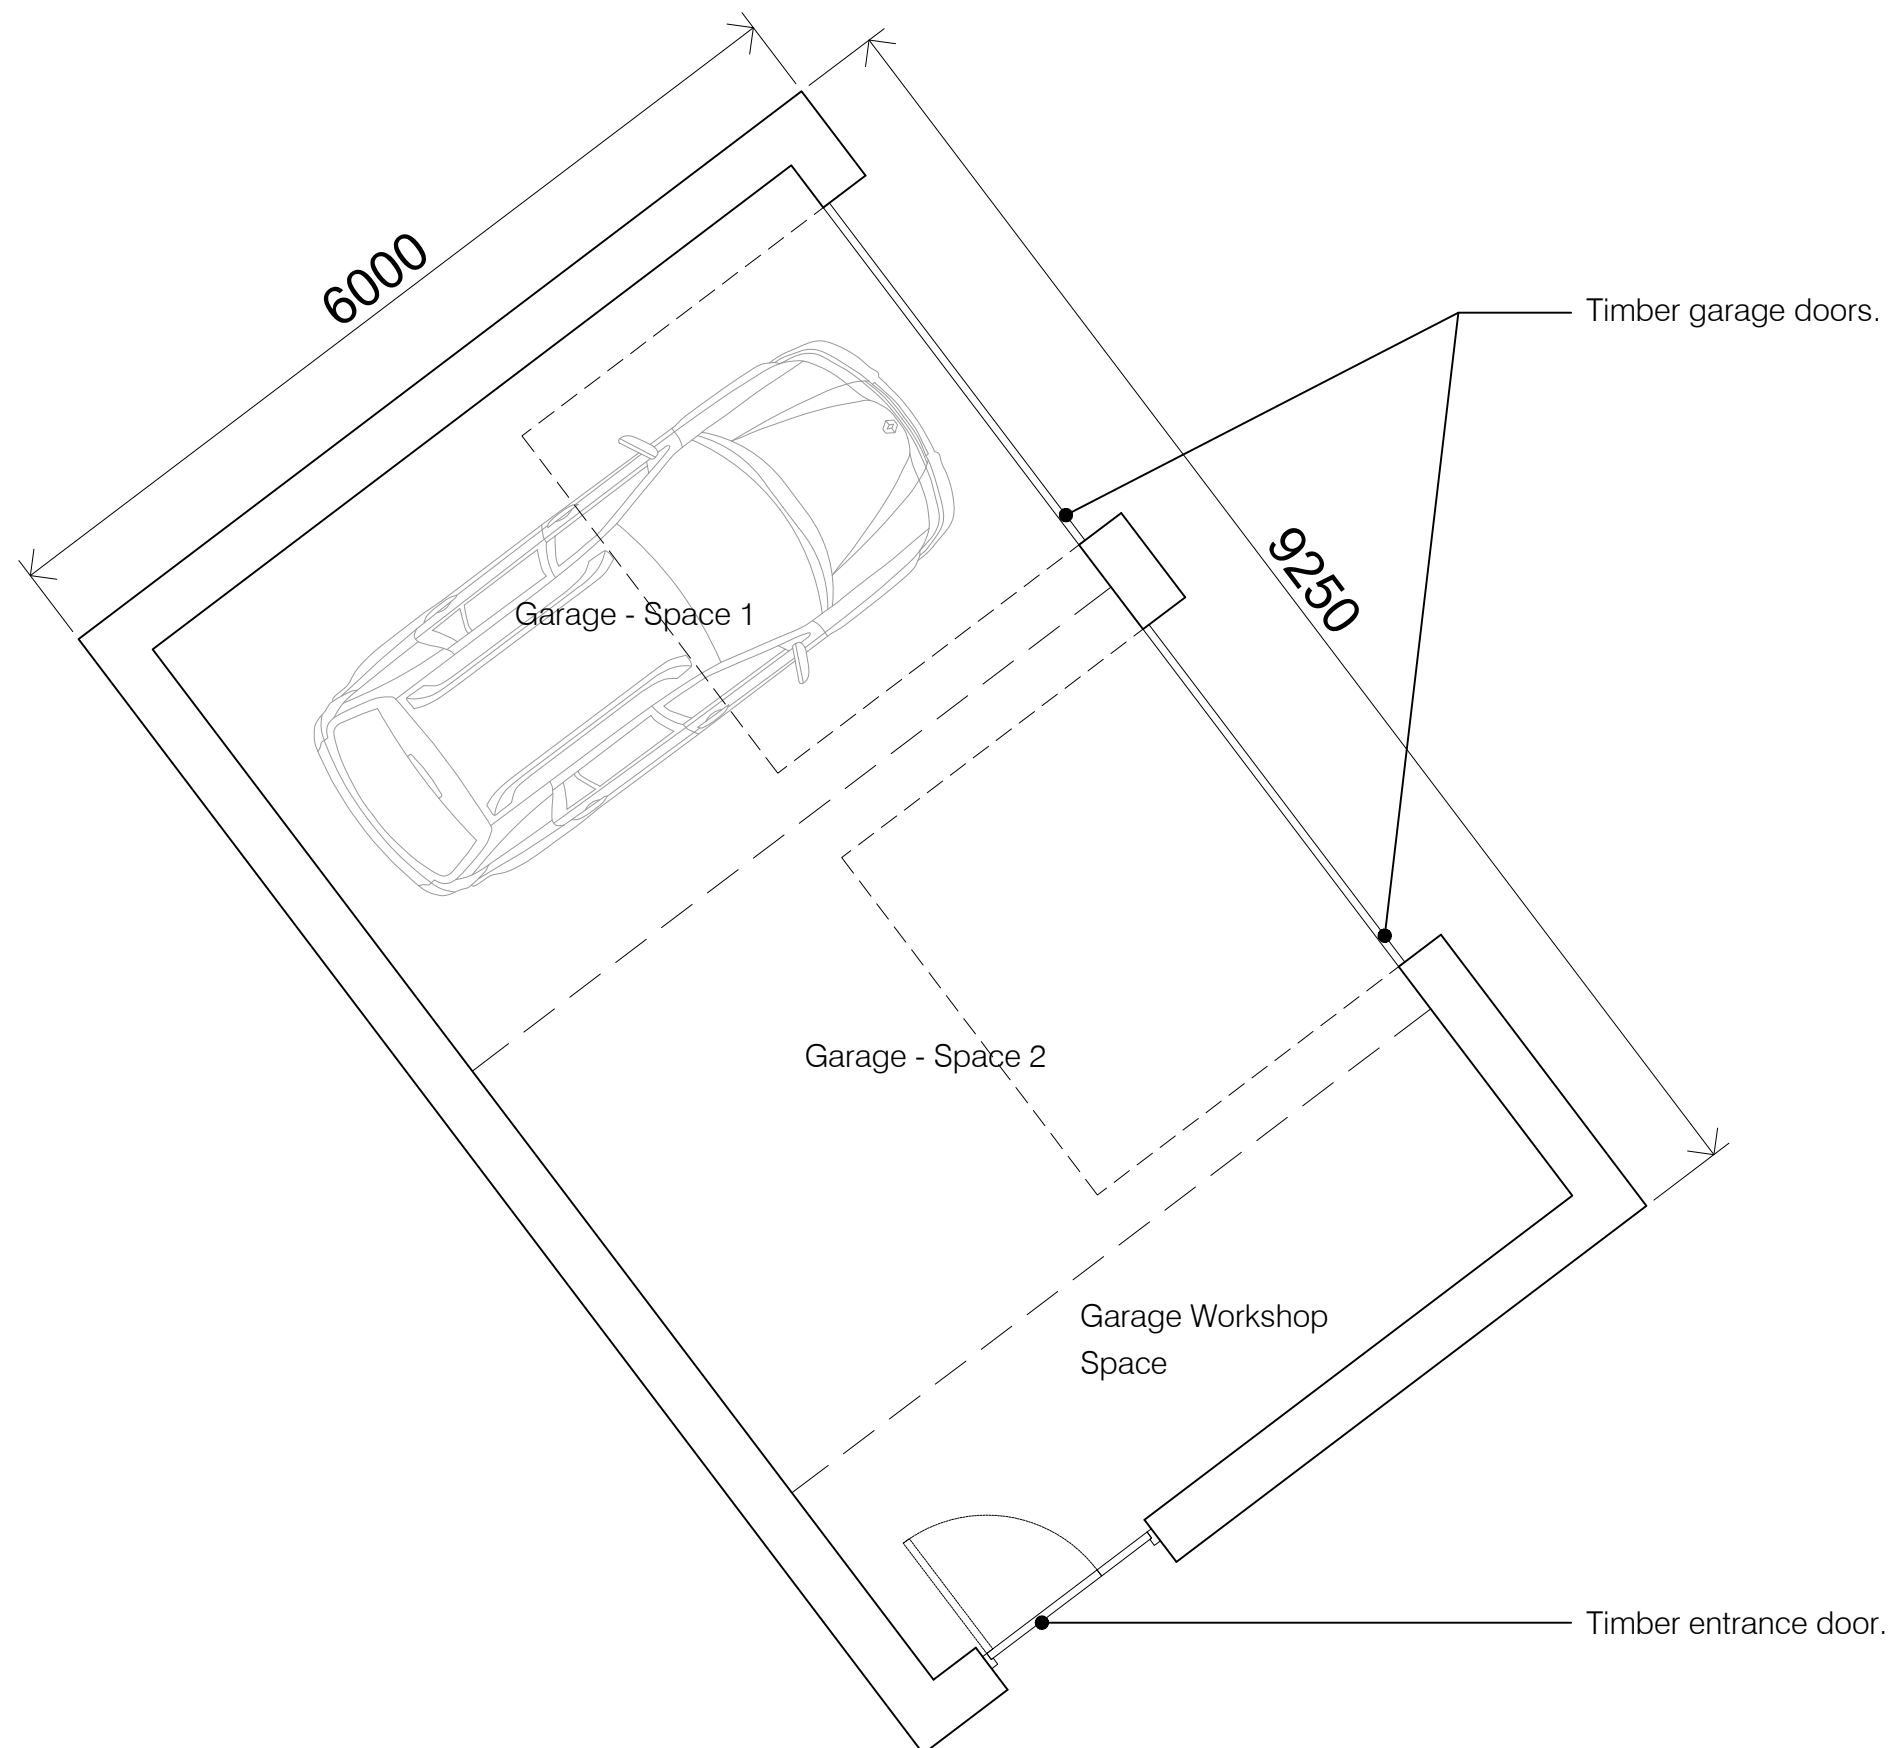 6000
Timber garage doors.
9250
Garage - Space 1
Garage - Space 2
Garage Workshop
Space
Timber entrance door.